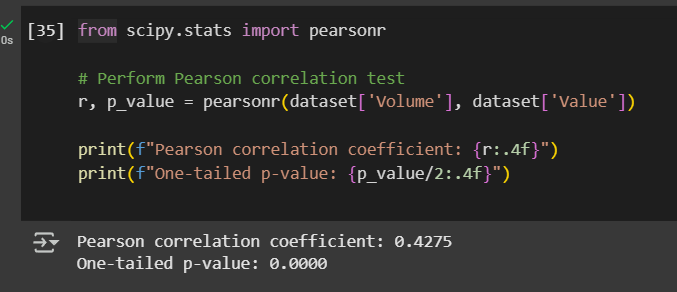 [35] from scipy.stats import pearsonr
0s
# Perform Pearson correlation test
r, p_value = pearsonr(dataset['Volume'], dataset['Value'])
print(f"Pearson correlation coefficient: {r:.4f}")
print(f"One-tailed p-value: {p_value/2:.4f}")
Pearson correlation coefficient: 0.4275
One-tailed p-value: 0.0000